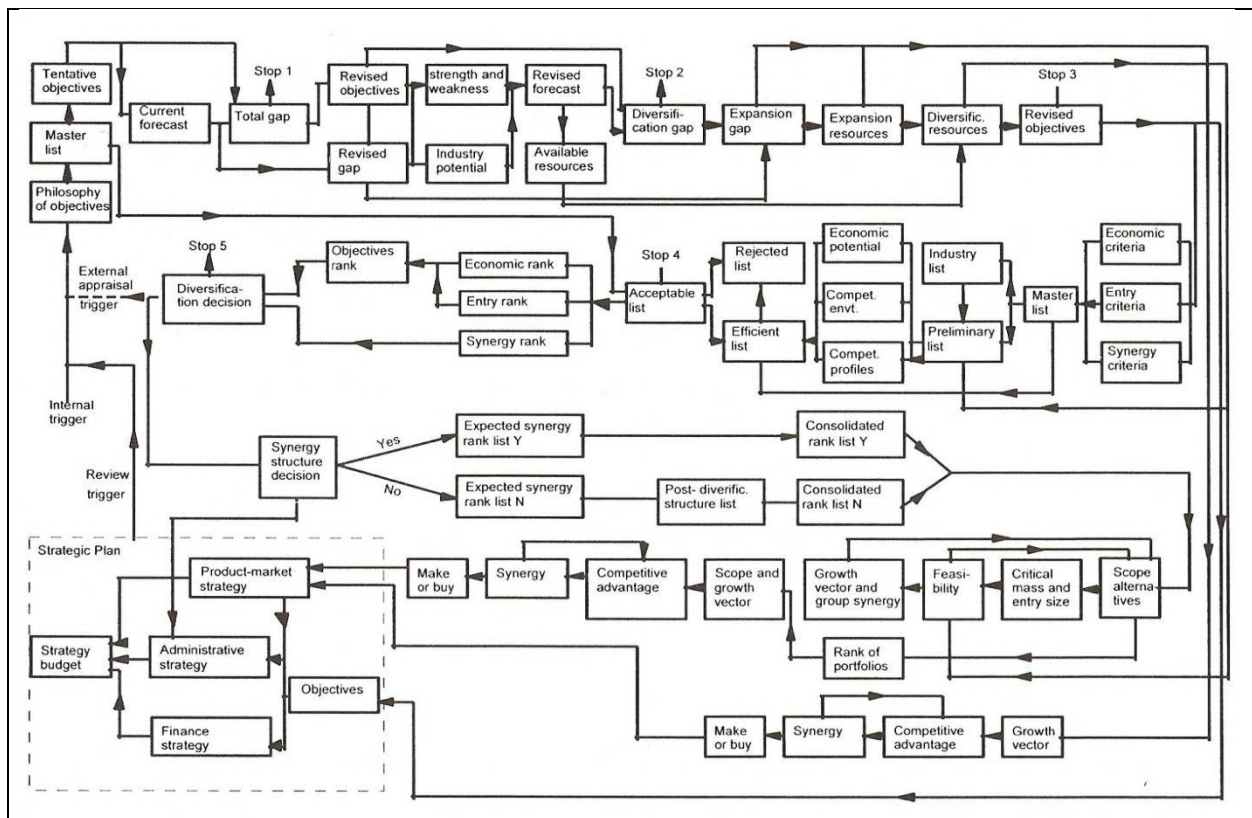 Tentative
objectives
Master
list
Philosophy
of objectives
Current
forecast
Stop 1
Total gap
Revised
objectives
Revised
gap
strength and
weakness
Industry
potential
Revised
forecast
Available
resources
Stop 2
Diversifi-
cation gap
Expansion
gap
Expansion
resources
Diversific.
resources
Stop 3
Revised
objectives
External
appraisal
trigger
Stop 5
Diversifica-
tion decision
Objectives
rank
Economic rank
Entry rank
Synergy rank
Stop 4
Acceptable
list
Rejected
list
Efficient
list
Economic
potential
Compet.
envt.
Compet.
profiles
Industry
list
Preliminary
list
Master
list
Economic
criteria
Entry
criteria
Synergy
criteria
Internal
trigger
Review
trigger
Synergy
structure
decision
Yes
No
Expected synergy
rank list Y
Expected synergy
rank list N
Post- diverific.
structure list
Consolidated
rank list Y
Consolidated
rank list N
Strategic Plan
Product-market
strategy
Strategy
budget
Administrative
strategy
Finance
strategy
Objectives
Make
or buy
Synergy
Competitive
advantage
Scope and
growth
vector
Growth
vector and
group synergy
Feasi-
bility
Critical
mass and
entry size
Scope
alterna-
tives
Rank of
portfolios
Make
or buy
Synergy
Competitive
advantage
Growth
vector